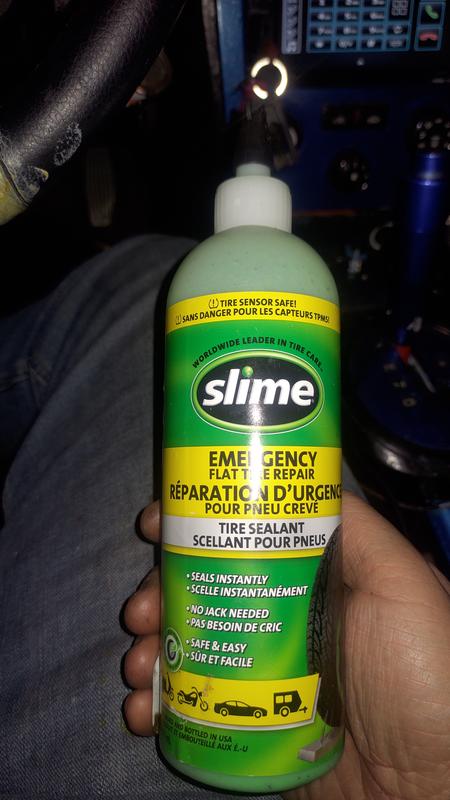 TIRE SENSOR SAFE!
SANS DANGER POUR LES CAPTEURS TPMS!
WORLDWIDE LEADER IN TIRE CARE
slime
EMERGENCY
FLAT TIRE REPAIR
RÉPARATION D'URGENCE
POUR PNEU CREVÉ
TIRE SEALANT
SCELLANT POUR PNEUS
• SEALS INSTANTLY
• SCELLE INSTANTANÉMENT
• NO JACK NEEDED
• PAS BESOIN DE CRIC
• SAFE & EASY
• SÛR ET FACILE
AND BOTTLED IN USA
ET EMBOUTEILLÉ AUX É.-U